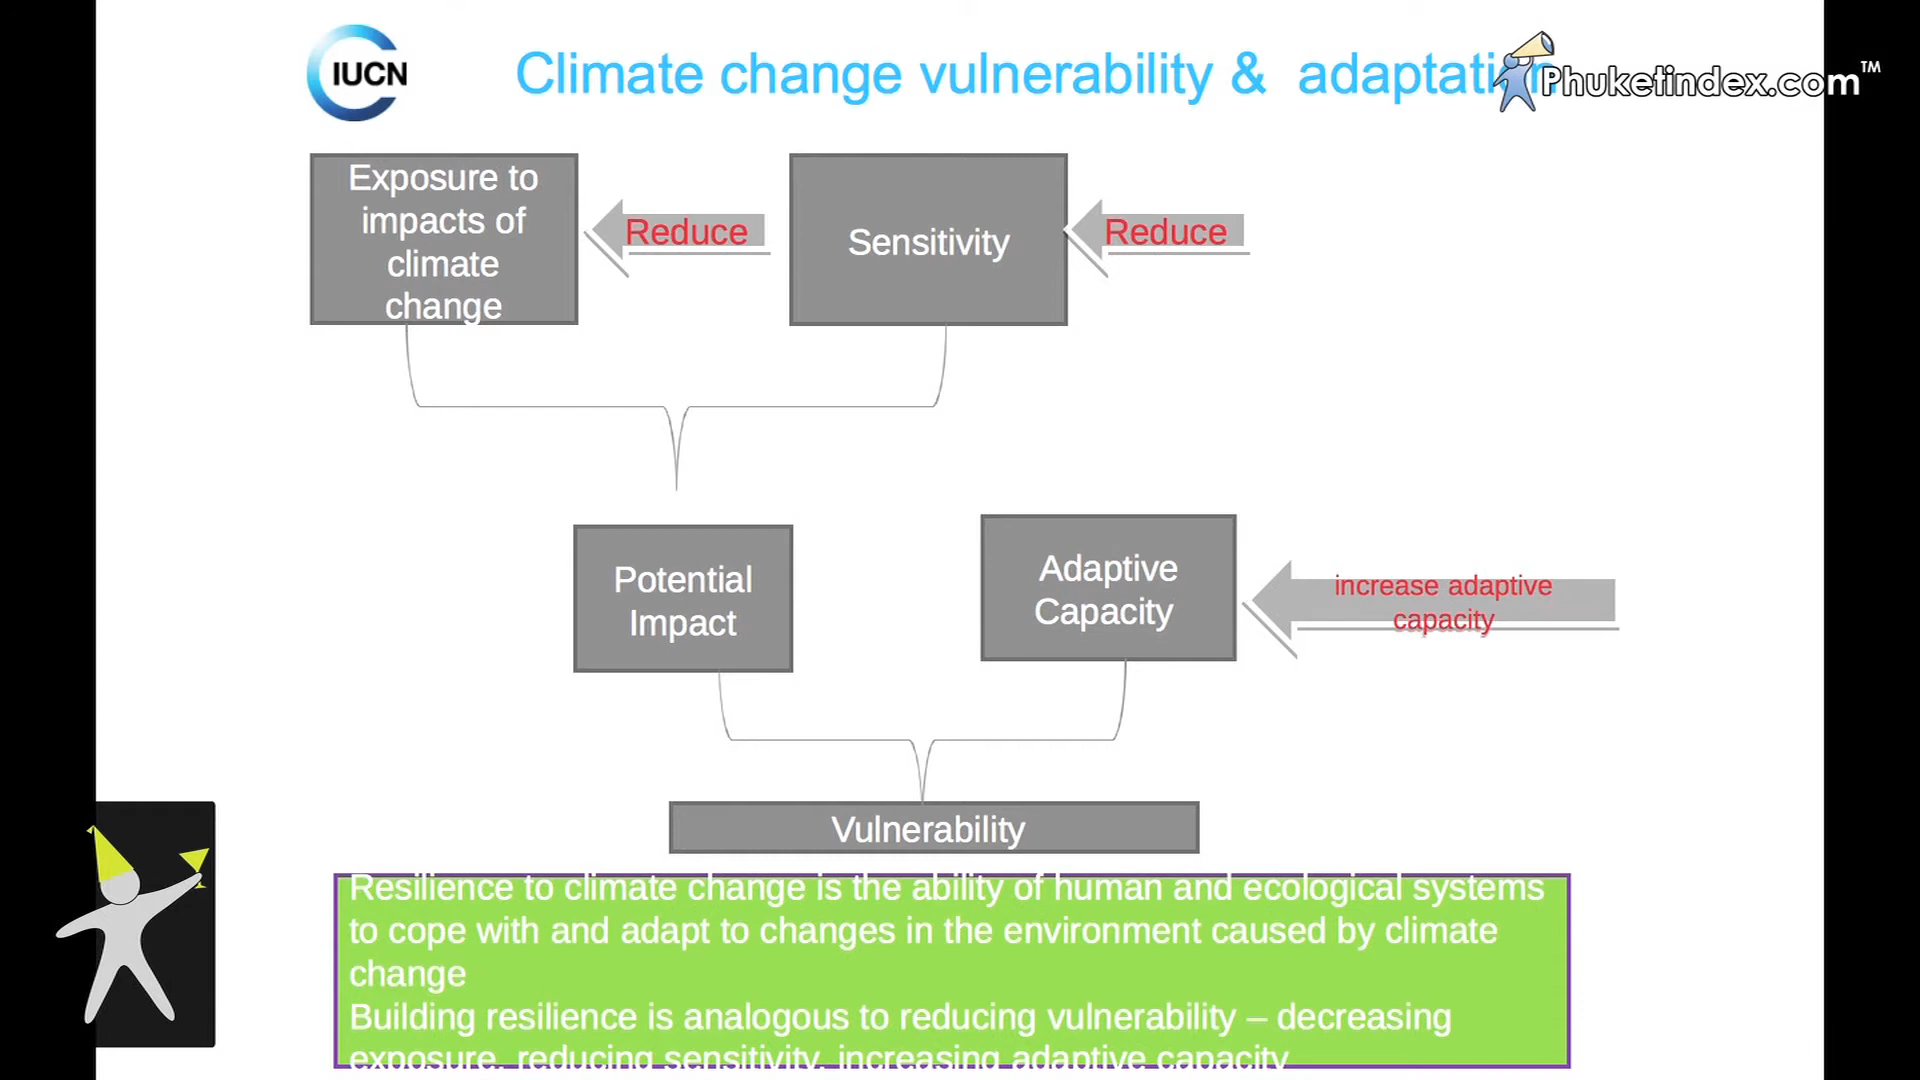 IUCN
Climate change vulnerability & adaptation
Phuketindex.com™
Exposure to
impacts of
climate
change
Reduce
Sensitivity
Reduce
Potential
Impact
Adaptive
Capacity
increase adaptive
capacity
Vulnerability
Resilience to climate change is the ability of human and ecological systems
to cope with and adapt to changes in the environment caused by climate
change
Building resilience is analogous to reducing vulnerability – decreasing
exposure, reducing sensitivity, increasing adaptive capacity